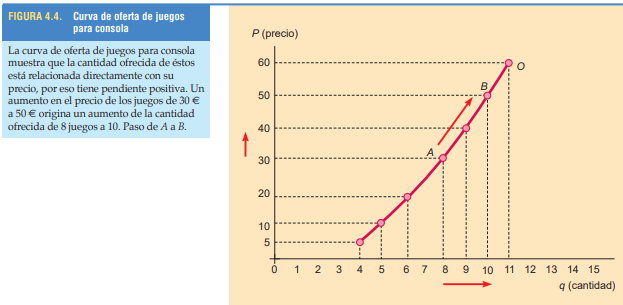 FIGURA 4.4. Curva de oferta de juegos
para consola
La curva de oferta de juegos para consola
muestra que la cantidad ofrecida de éstos
está relacionada directamente con su
precio, por eso tiene pendiente positiva. Un
aumento en el precio de los juegos de 30 €
a 50 € origina un aumento de la cantidad
ofrecida de 8 juegos a 10. Paso de A a B.
P (precio)
60
O
50
B
40
30
A
20
10
5
0 1 2 3 4 5 6 7 8 9 10 11 12 13 14 15
q (cantidad)